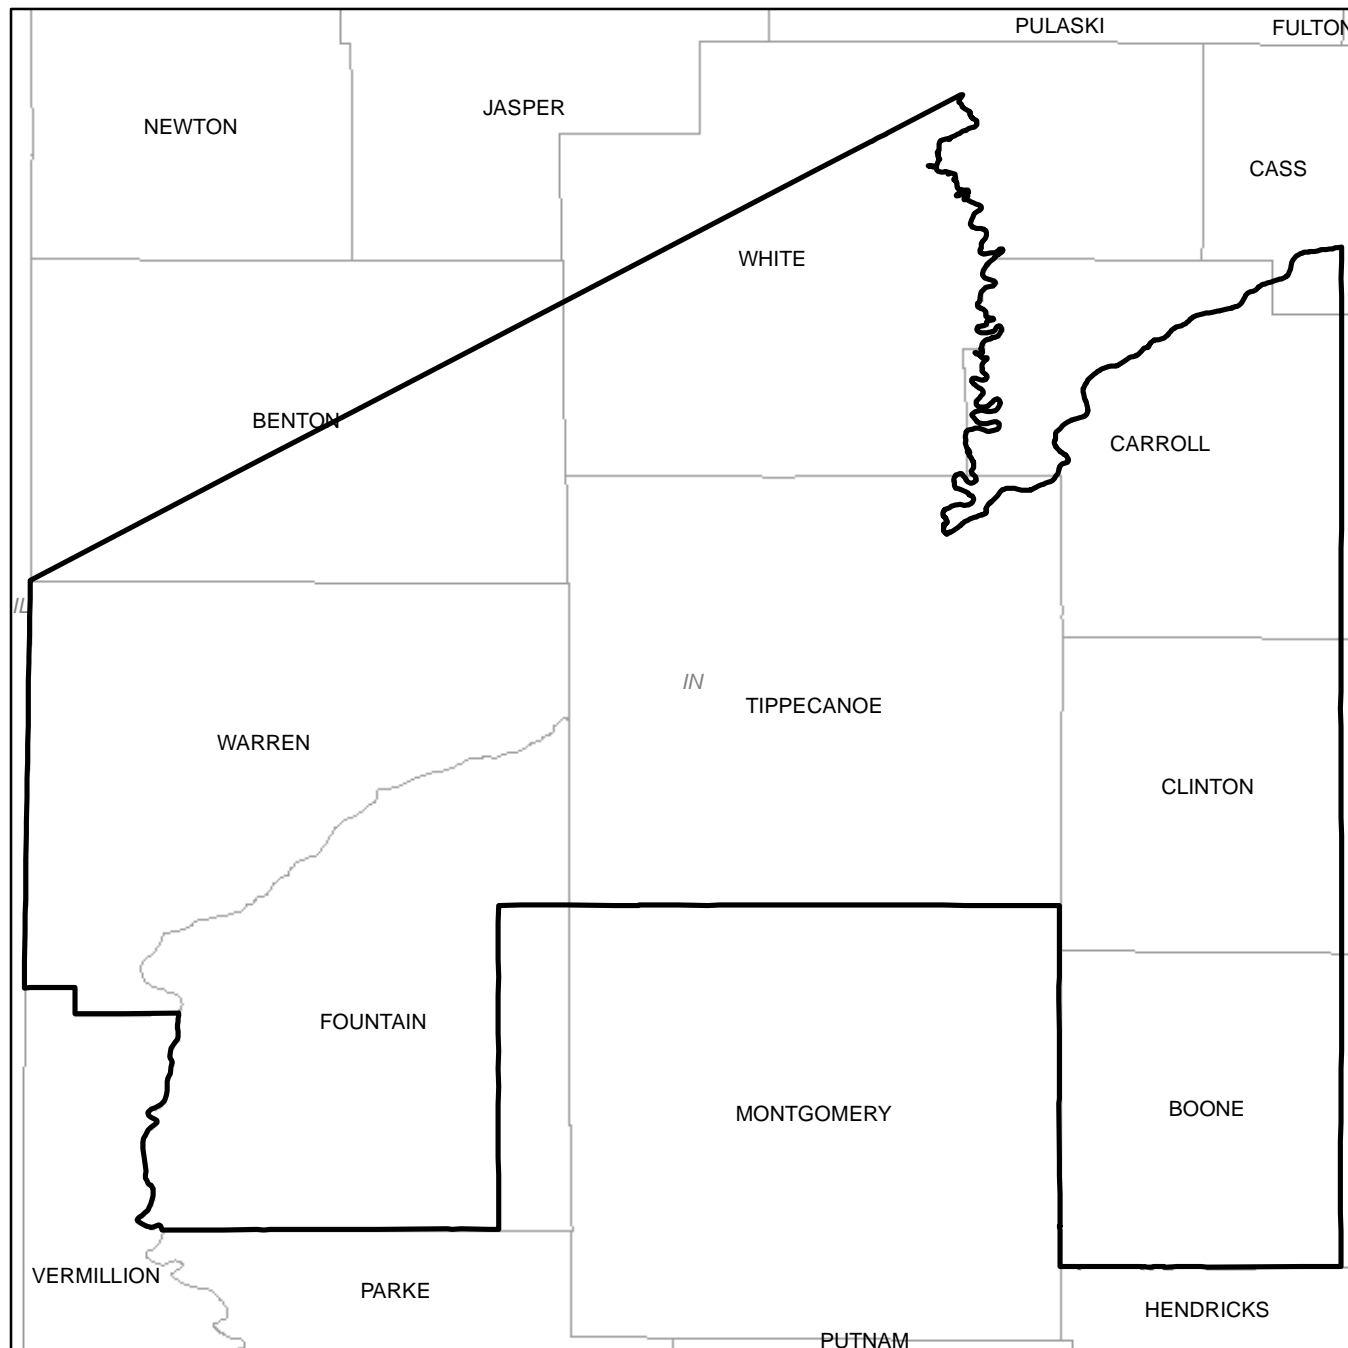 PULASKI
FULTON
JASPER
NEWTON
CASS
WHITE
BENTON
CARROLL
IL
IN
TIPPECANOE
WARREN
CLINTON
FOUNTAIN
BOONE
MONTGOMERY
VERMILLION
PARKE
HENDRICKS
PUTNAM